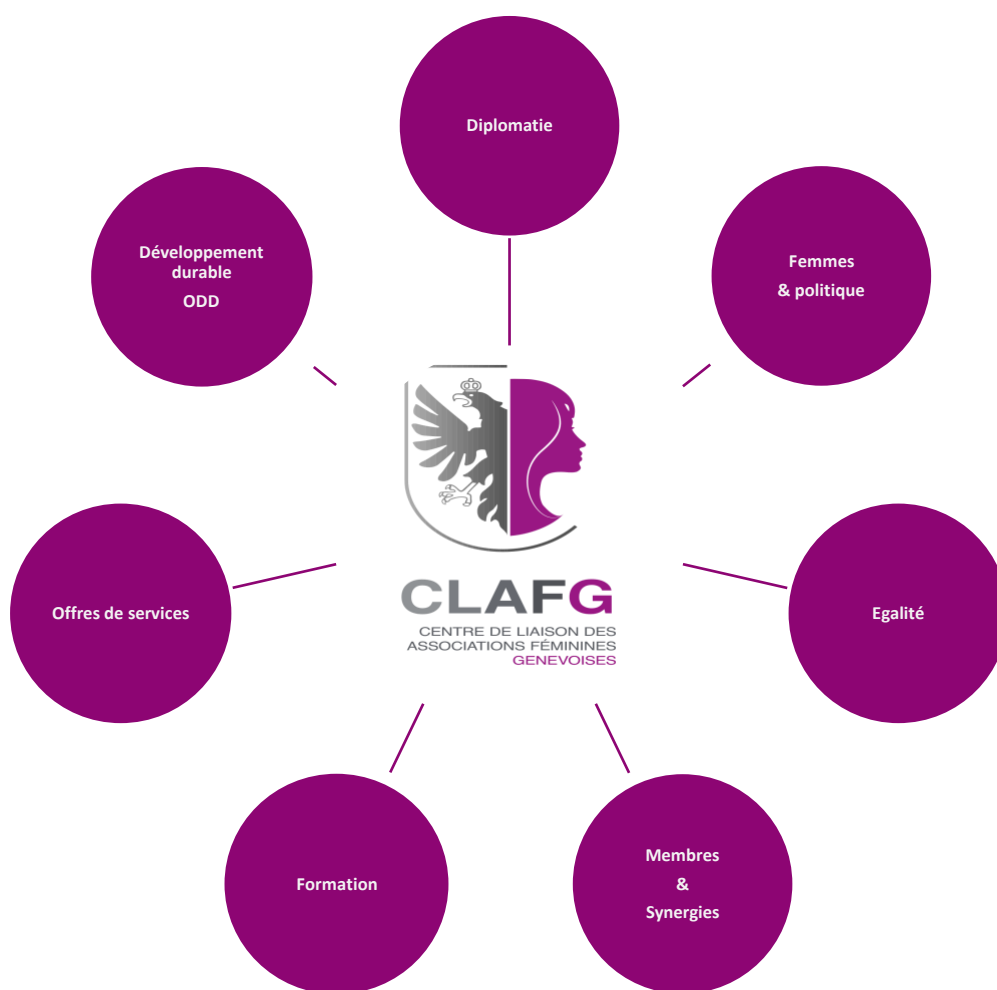 Diplomatie
Développement
durable
ODD
Femmes
& politique
CLAFG
CENTRE DE LIAISON DES
ASSOCIATIONS FÉMININES
GENEVOISES
Offres de services
Egalité
Formation
Membres
&
Synergies